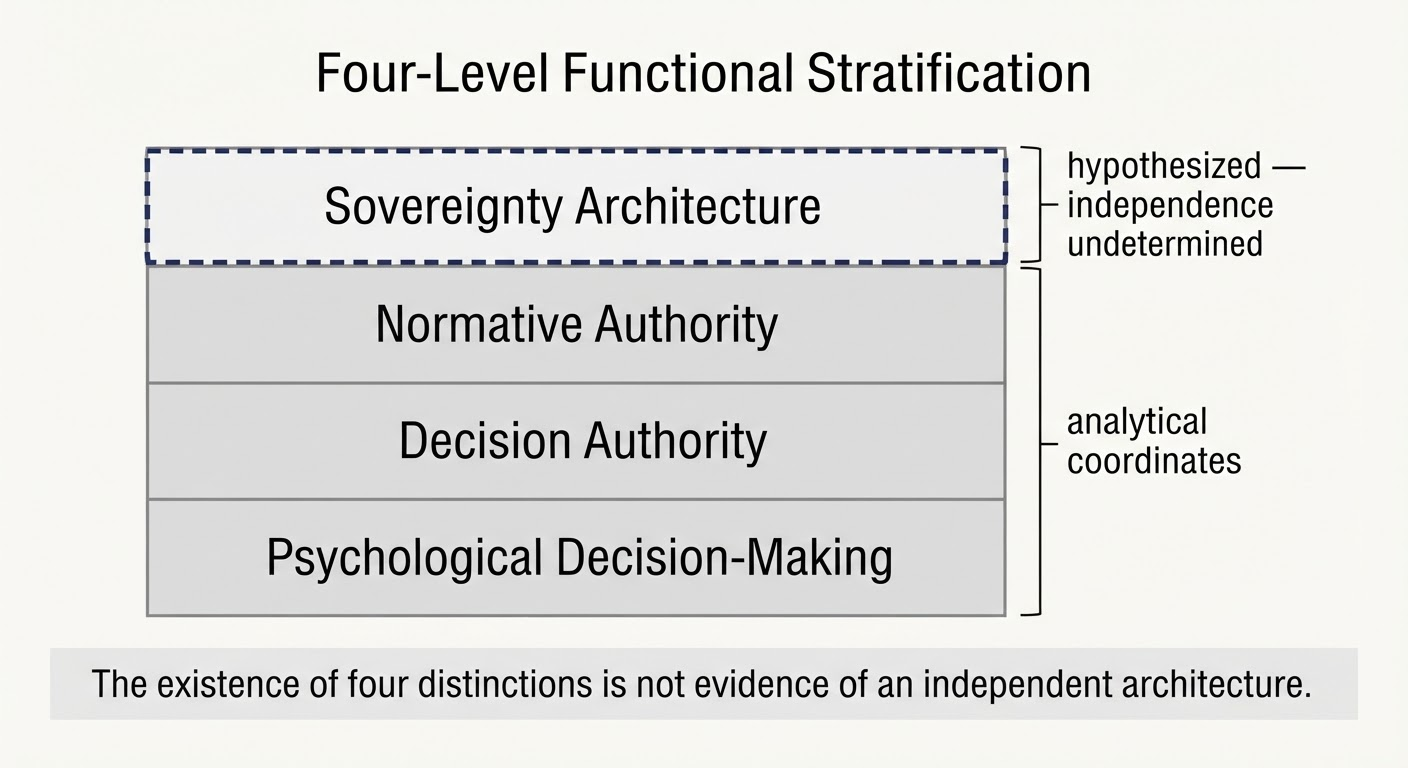 Four-Level Functional Stratification
Sovereignty Architecture
hypothesized —
independence
undetermined
Normative Authority
Decision Authority
analytical
coordinates
Psychological Decision-Making
The existence of four distinctions is not evidence of an independent architecture.